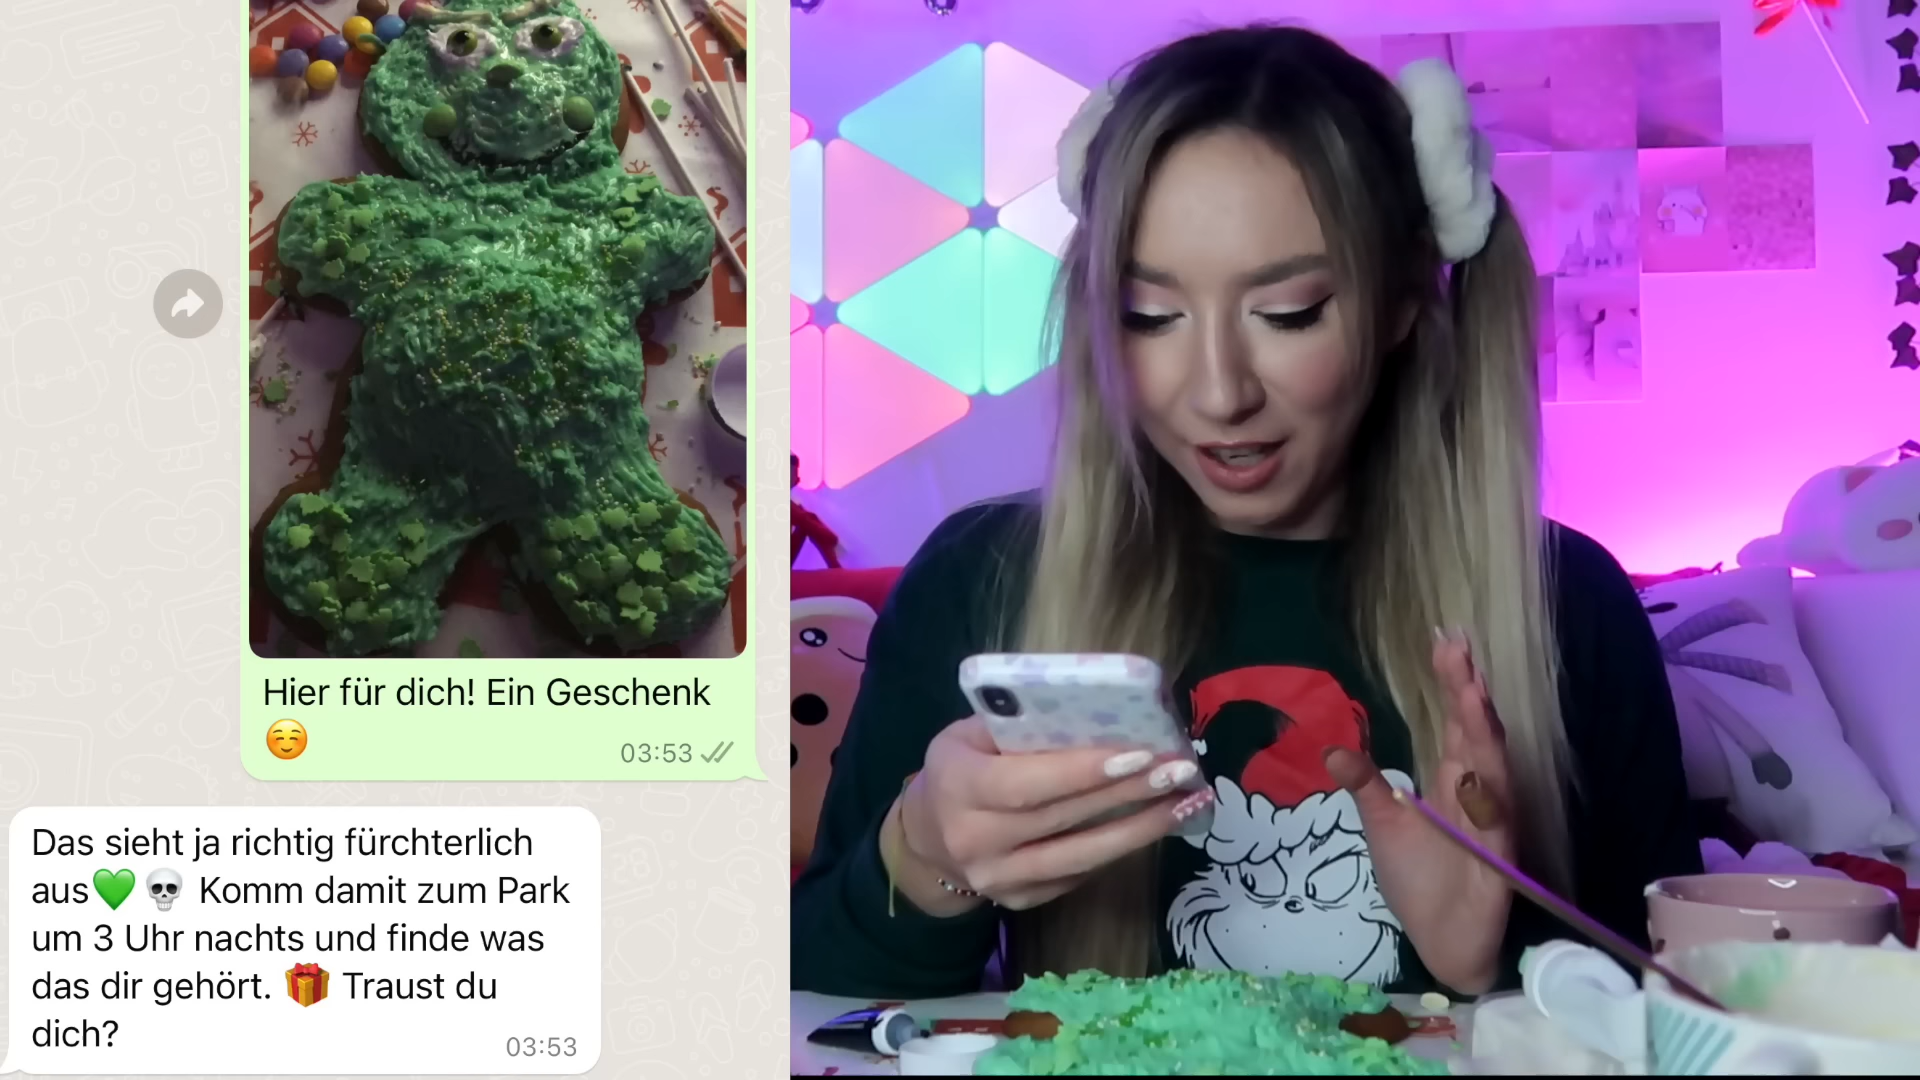 Hier für dich! Ein Geschenk
☺️
03:53
Das sieht ja richtig fürchterlich
aus💚💀 Komm damit zum Park
um 3 Uhr nachts und finde was
das dir gehört. 🎁 Traust du
dich?
03:53